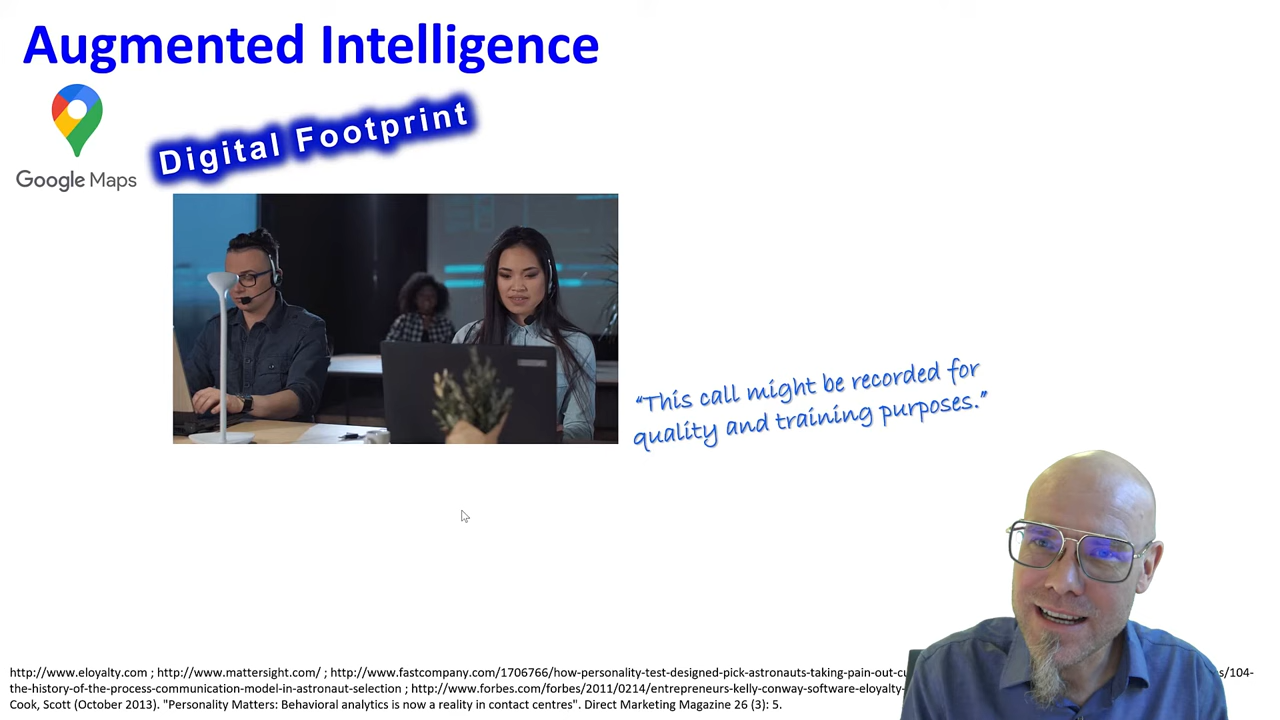 Augmented Intelligence
Google Maps
Digital Footprint
“This call might be recorded for
quality and training purposes.”
http://www.eloyalty.com ; http://www.mattersight.com/ ; http://www.fastcompany.com/1706766/how-personality-test-designed-pick-astronauts-taking-pain-out-cu s/104-
the-history-of-the-process-communication-model-in-astronaut-selection ; http://www.forbes.com/forbes/2011/0214/entrepreneurs-kelly-conway-software-eloyalty-
Cook, Scott (October 2013). "Personality Matters: Behavioral analytics is now a reality in contact centres". Direct Marketing Magazine 26 (3): 5.